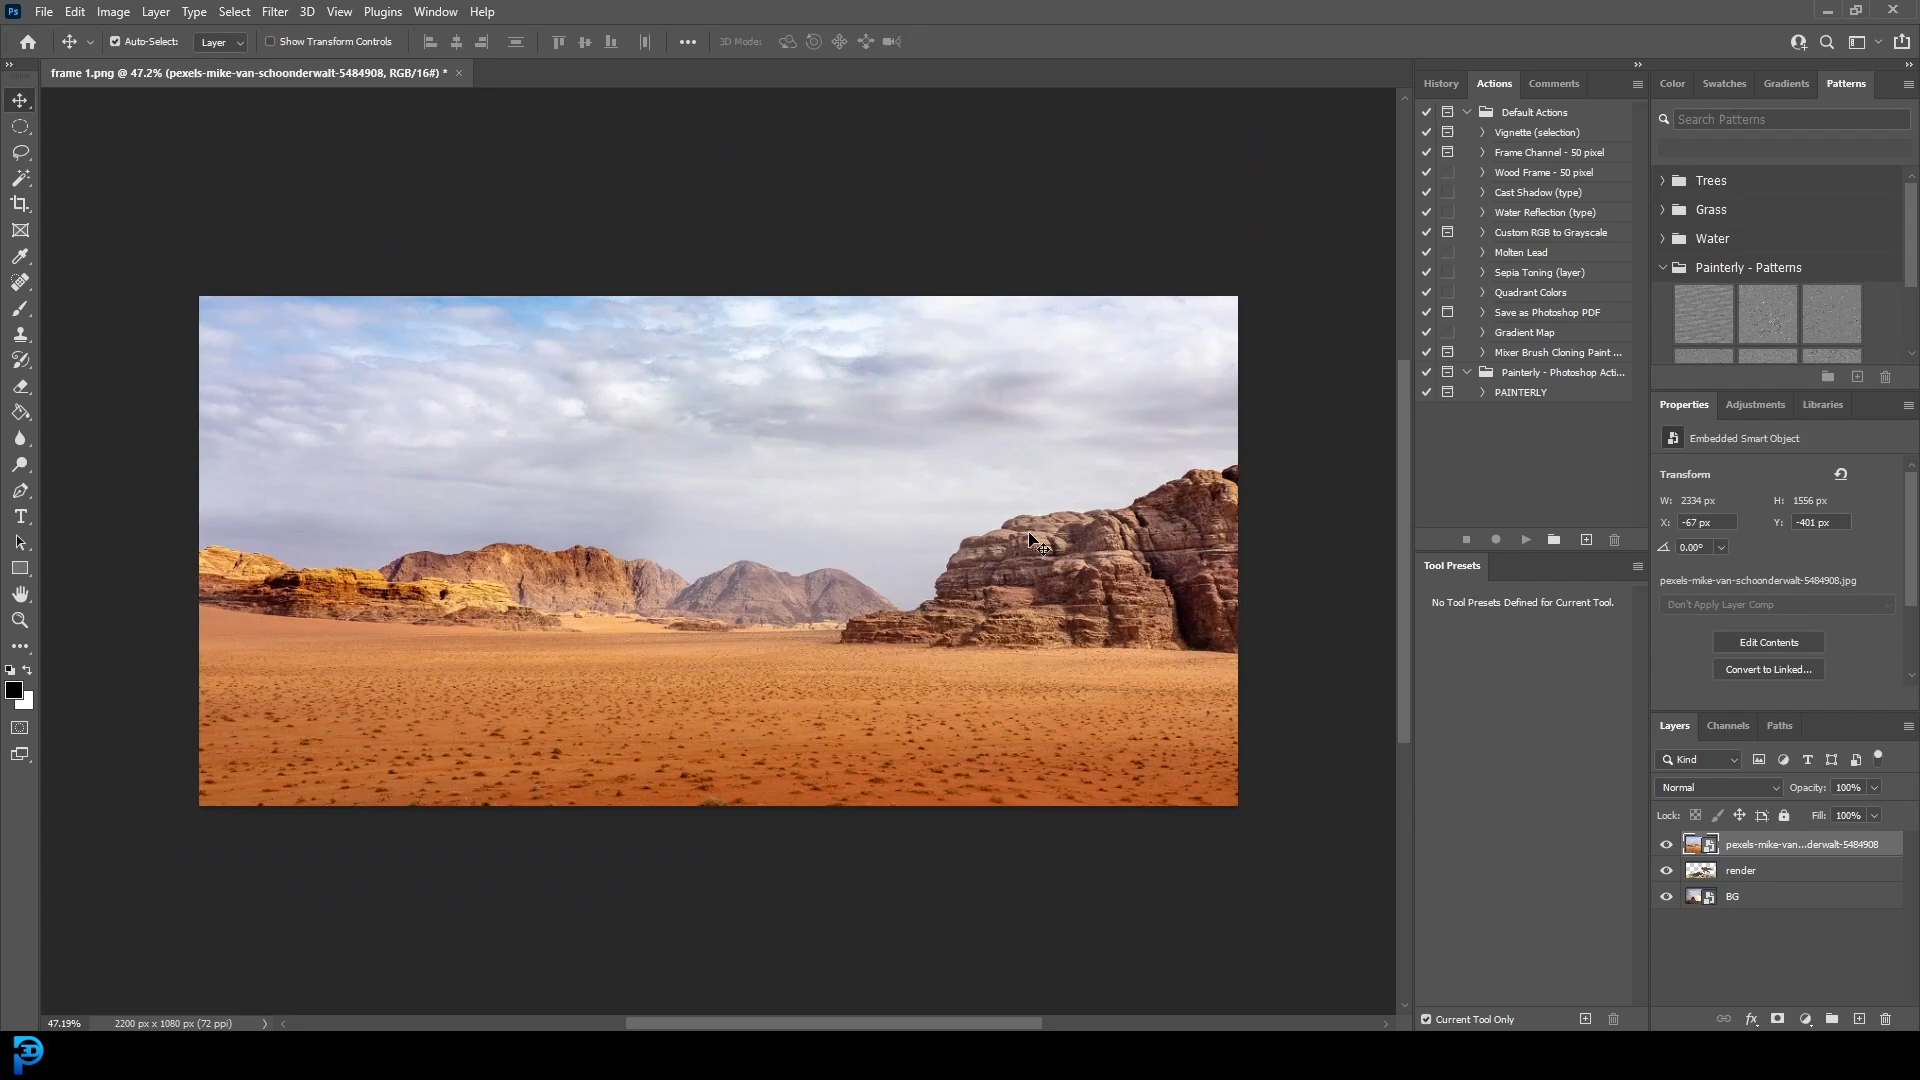 Ps File Edit Image Layer Type Select Filter 3D View Plugins Window Help
Auto-Select: Layer Show Transform Controls 3D Mode:
frame 1.png @ 47.2% (pexels-mike-van-schoonderwalt-5484908, RGB/16#) *
History Actions Comments
Default Actions
Vignette (selection)
Frame Channel - 50 pixel
Wood Frame - 50 pixel
Cast Shadow (type)
Water Reflection (type)
Custom RGB to Grayscale
Molten Lead
Sepia Toning (layer)
Quadrant Colors
Save as Photoshop PDF
Gradient Map
Mixer Brush Cloning Paint ...
Painterly - Photoshop Acti...
PAINTERLY
Tool Presets
No Tool Presets Defined for Current Tool.
Current Tool Only
Color Swatches Gradients Patterns
Search Patterns
Trees
Grass
Water
Painterly - Patterns
Properties Adjustments Libraries
Embedded Smart Object
Transform
W: 2334 px H: 1556 px
X: -67 px Y: -401 px
0.00°
pexels-mike-van-schoonderwalt-5484908.jpg
Don't Apply Layer Comp
Edit Contents
Convert to Linked...
Layers Channels Paths
Kind
Normal Opacity: 100%
Lock: Fill: 100%
pexels-mike-van...derwalt-5484908
render
BG
47.19% 2200 px x 1080 px (72 ppi)
P3D